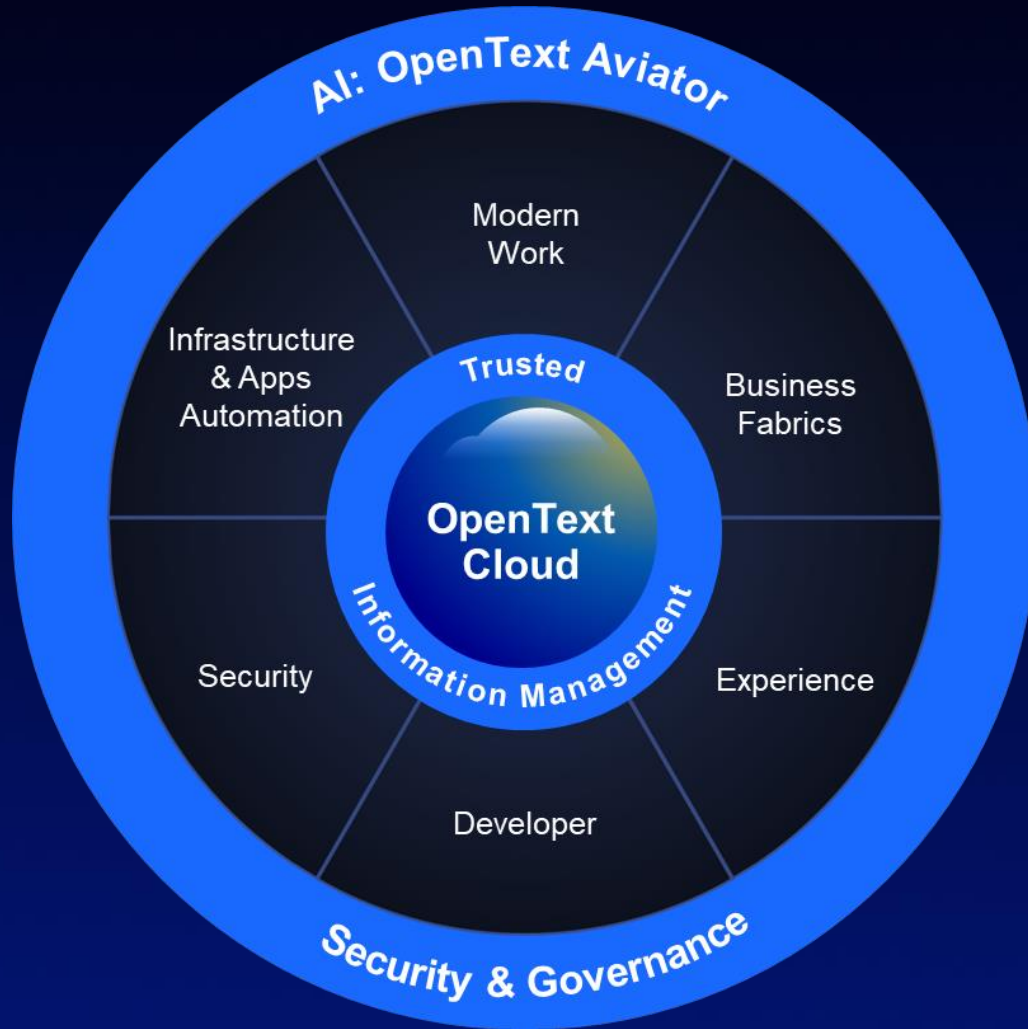 AI: OpenText Aviator
Modern
Work
Infrastructure
& Apps
Automation
Business
Fabrics
Trusted
OpenText
Cloud
Information Management
Security
Experience
Developer
Security & Governance